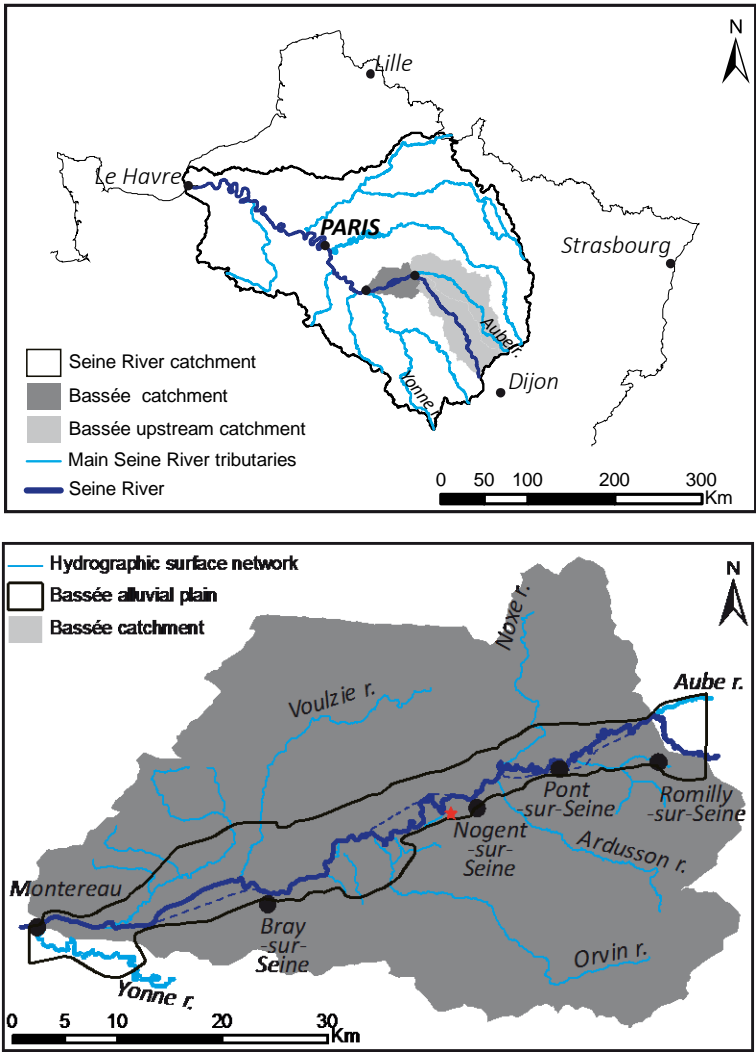 N
Lille
Le Havre
PARIS
Strasbourg
Aube r.
Yonne
Dijon
Seine River catchment
Bassée catchment
Bassée upstream catchment
Main Seine River tributaries
Seine River
0 50 100 200 300
Km
Hydrographic surface network
Bassée alluvial plain
Bassée catchment
N
Noxe r.
Voulzie r.
Aube r.
Pont
-sur-Seine
Romilly
-sur-Seine
Nogent
-sur-
Seine
Ardusson r.
Montereau
Bray
-sur-
Seine
Orvin r.
Yonne r.
0 5 10 20 30
Km